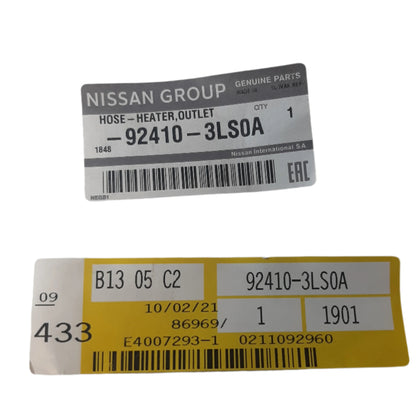 NISSAN GROUP
GENUINE PARTS
HOSE-HEATER,OUTLET
QTY 1
-92410-3LS0A
1848
Nissan International S.A
EAC
B13 05 C2
92410-3LS0A
09
433
10/02/21
86969/
1
1901
E4007293-1 0211092960